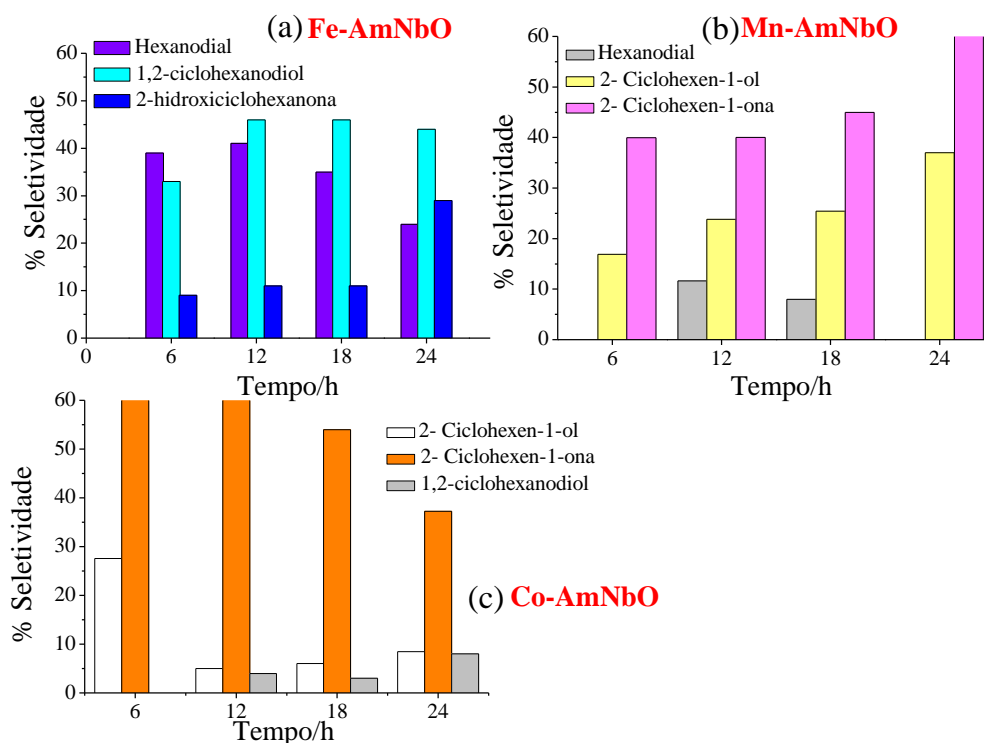 (a) Fe-AmNbO
Hexanodial
1,2-ciclohexanodiol
2-hidroxiciclohexanona
% Seletividade
60
50
40
30
20
10
0
0 6 12 18 24
Tempo/h
(b) Mn-AmNbO
Hexanodial
2- Ciclohexen-1-ol
2- Ciclohexen-1-ona
% Seletividade
60
50
40
30
20
10
0
6 12 18 24
Tempo/h
2- Ciclohexen-1-ol
2- Ciclohexen-1-ona
1,2-ciclohexanodiol
% Seletividade
60
50
40
30
20
10
0
(c) Co-AmNbO
6 12 18 24
Tempo/h